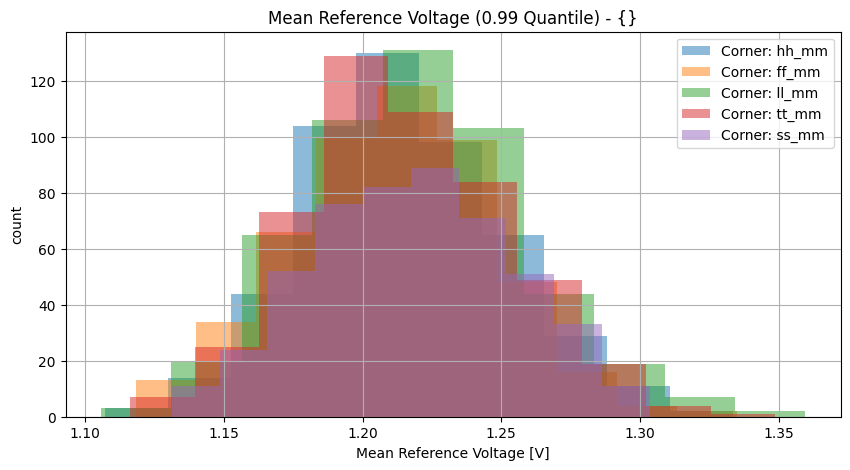 Mean Reference Voltage (0.99 Quantile) - {}
Corner: hh_mm
Corner: ff_mm
Corner: ll_mm
Corner: tt_mm
Corner: ss_mm
count
120
100
80
60
40
20
0
1.10 1.15 1.20 1.25 1.30 1.35
Mean Reference Voltage [V]